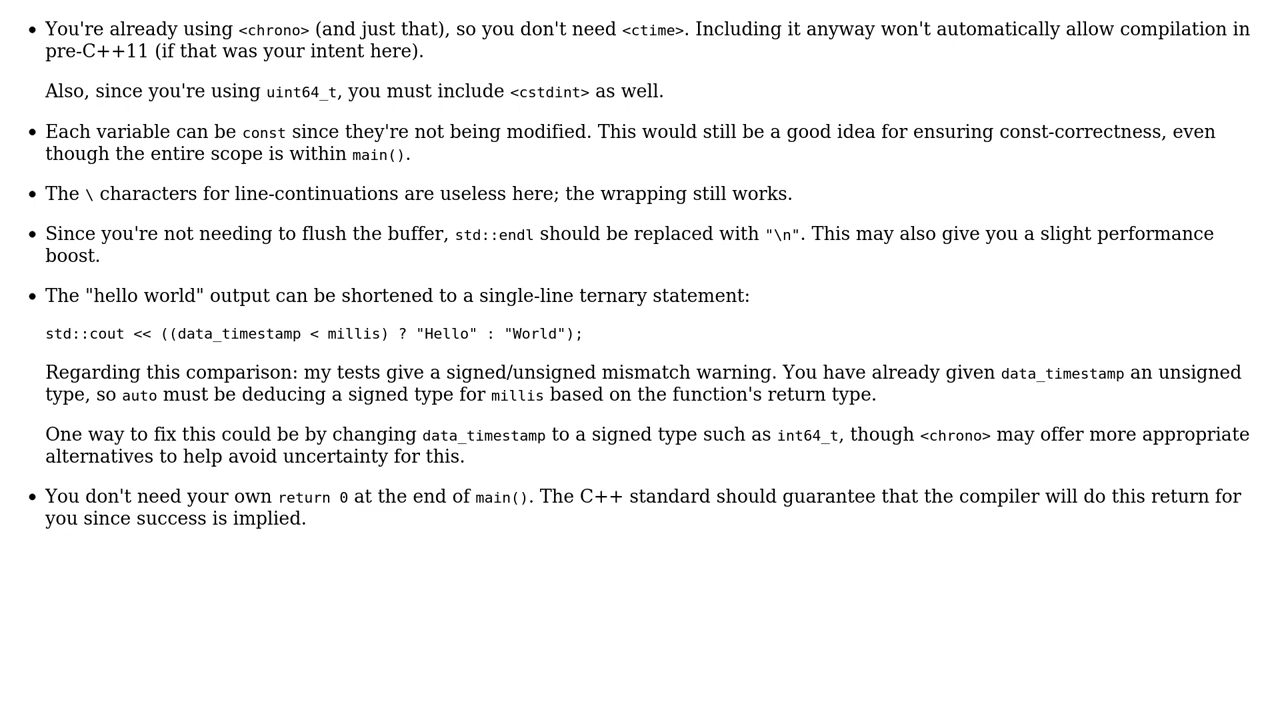 • You're already using <chrono> (and just that), so you don't need <ctime>. Including it anyway won't automatically allow compilation in
pre-C++11 (if that was your intent here).
Also, since you're using uint64_t, you must include <cstdint> as well.
• Each variable can be const since they're not being modified. This would still be a good idea for ensuring const-correctness, even
though the entire scope is within main().
• The \ characters for line-continuations are useless here; the wrapping still works.
• Since you're not needing to flush the buffer, std::endl should be replaced with "\n". This may also give you a slight performance
boost.
• The "hello world" output can be shortened to a single-line ternary statement:
std::cout << ((data_timestamp < millis) ? "Hello" : "World");
Regarding this comparison: my tests give a signed/unsigned mismatch warning. You have already given data_timestamp an unsigned
type, so auto must be deducing a signed type for millis based on the function's return type.
One way to fix this could be by changing data_timestamp to a signed type such as int64_t, though <chrono> may offer more appropriate
alternatives to help avoid uncertainty for this.
• You don't need your own return 0 at the end of main(). The C++ standard should guarantee that the compiler will do this return for
you since success is implied.